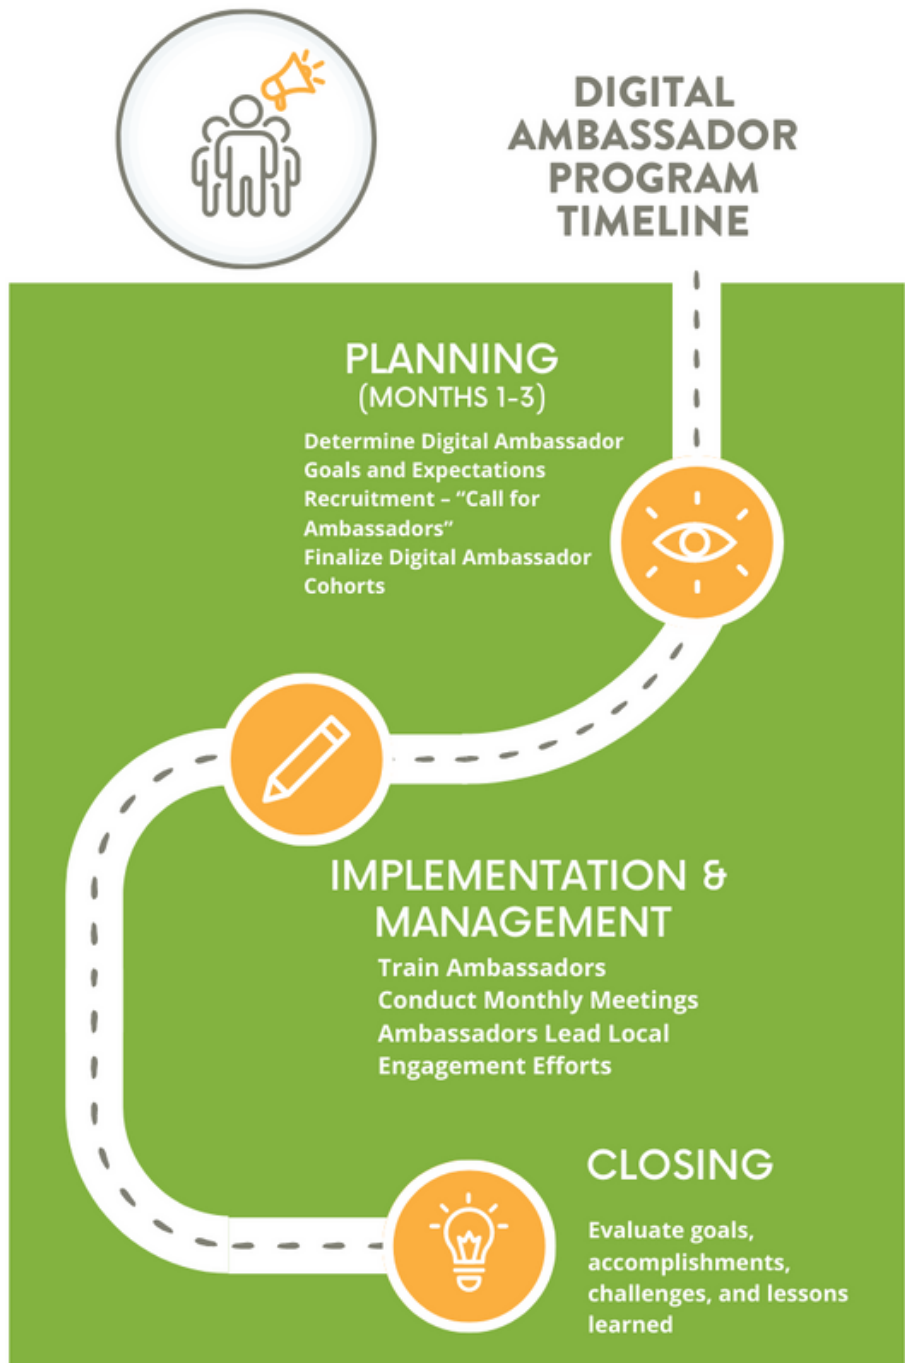 DIGITAL
AMBASSADOR
PROGRAM
TIMELINE
PLANNING
(MONTHS 1-3)
Determine Digital Ambassador
Goals and Expectations
Recruitment – “Call for
Ambassadors”
Finalize Digital Ambassador
Cohorts
IMPLEMENTATION &
MANAGEMENT
Train Ambassadors
Conduct Monthly Meetings
Ambassadors Lead Local
Engagement Efforts
CLOSING
Evaluate goals,
accomplishments,
challenges, and lessons
learned